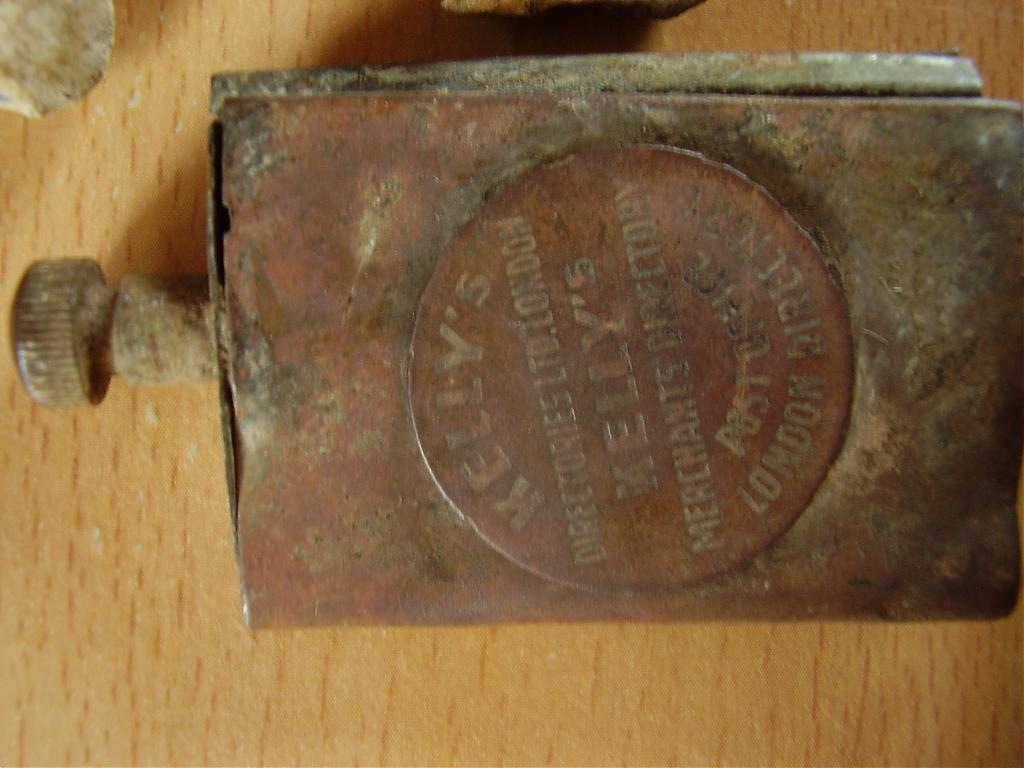 KELLY'S
DIRECTORIES LTD. LONDON
KELLY'S
MERCHANTS DIRECTORY
POST OFFICE
LONDON DIRECTORY